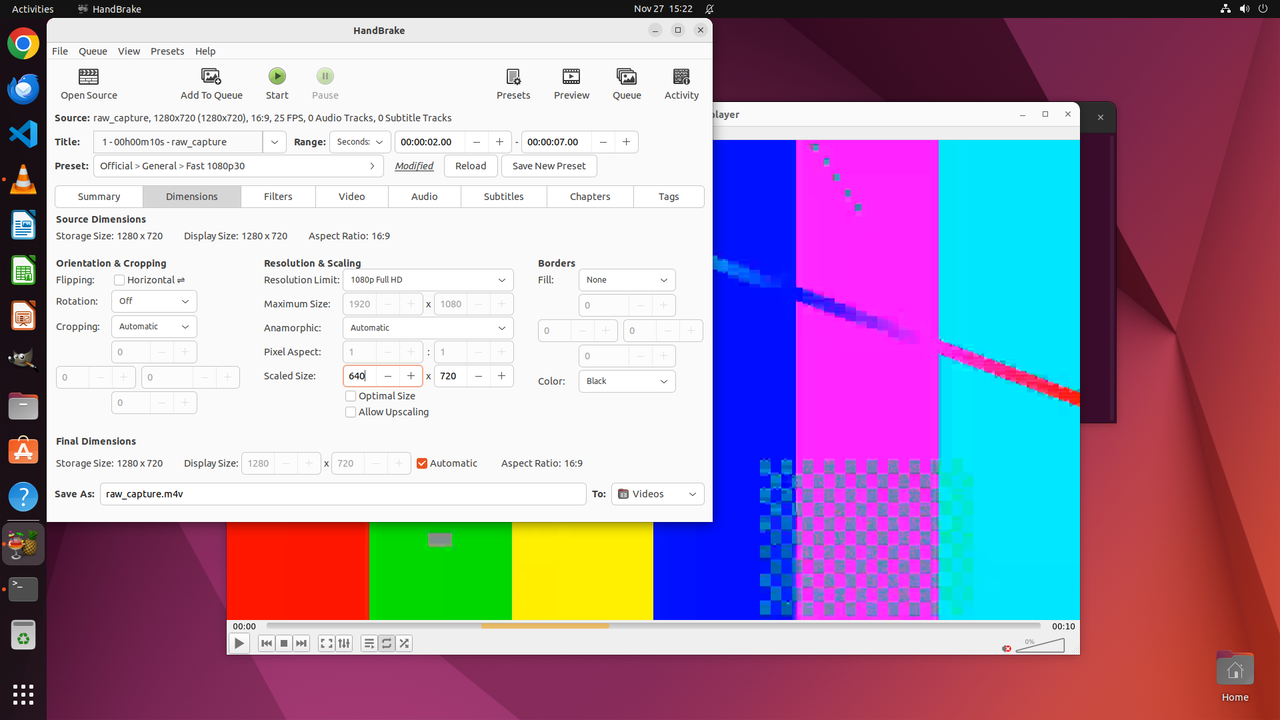 Activities HandBrake Nov 27 15:22
HandBrake
File Queue View Presets Help
Open Source Add To Queue Start Pause Presets Preview Queue Activity
Source: raw_capture, 1280x720 (1280x720), 16:9, 25 FPS, 0 Audio Tracks, 0 Subtitle Tracks
Title: 1 - 00h00m10s - raw_capture Range: Seconds: 00:00:02.00 - 00:00:07.00
Preset: Official > General > Fast 1080p30 Modified Reload Save New Preset
Summary Dimensions Filters Video Audio Subtitles Chapters Tags
Source Dimensions
Storage Size: 1280 x 720 Display Size: 1280 x 720 Aspect Ratio: 16:9
Orientation & Cropping Resolution & Scaling Borders
Flipping: Horizontal Resolution Limit: 1080p Full HD Fill: None
Rotation: Off Maximum Size: 1920 x 1080 0
Cropping: Automatic Anamorphic: Automatic 0 0
0 Pixel Aspect: 1 : 1 0
0 0 Scaled Size: 640 x 720 Color: Black
Optimal Size
0 Allow Upscaling
Final Dimensions
Storage Size: 1280 x 720 Display Size: 1280 x 720 Automatic Aspect Ratio: 16:9
Save As: raw_capture.m4v To: Videos
00:00 00:10
0%
Home